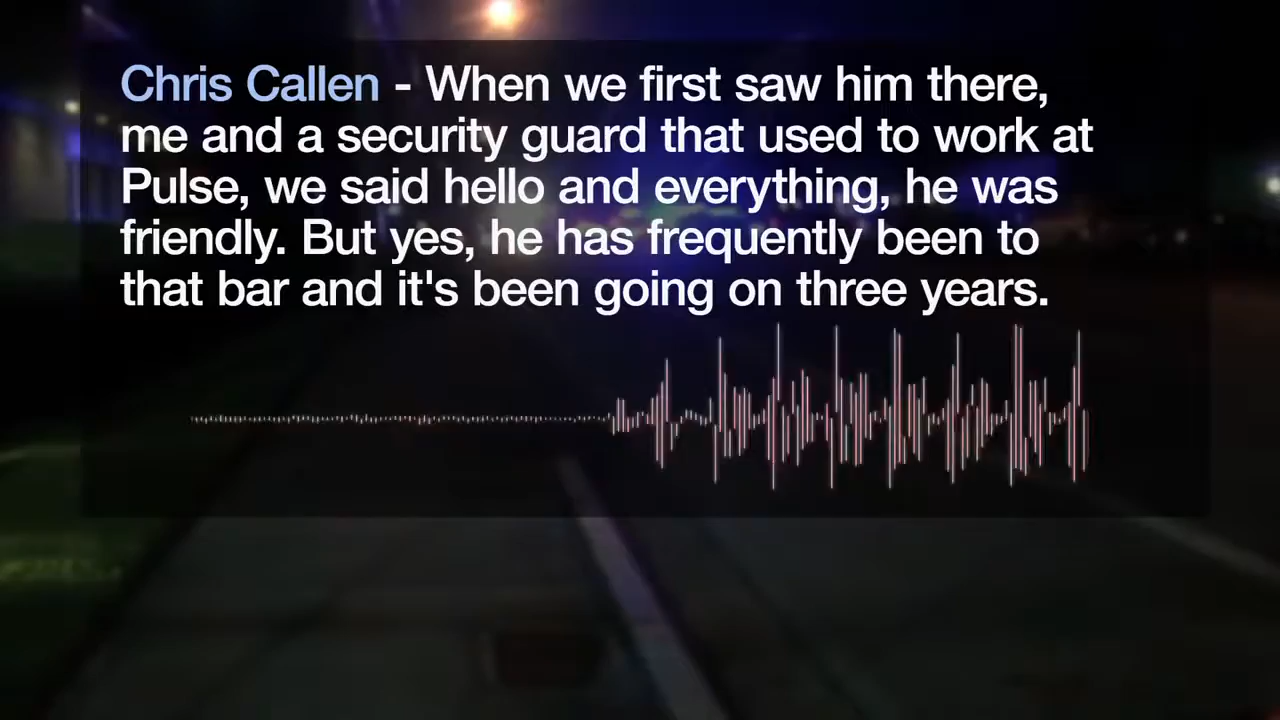 Chris Callen - When we first saw him there,
me and a security guard that used to work at
Pulse, we said hello and everything, he was
friendly. But yes, he has frequently been to
that bar and it's been going on three years.